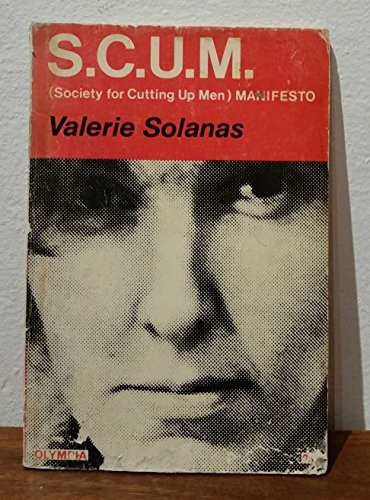 S.C.U.M.
(Society for Cutting Up Men) MANIFESTO
Valerie Solanas
OLYMPIA